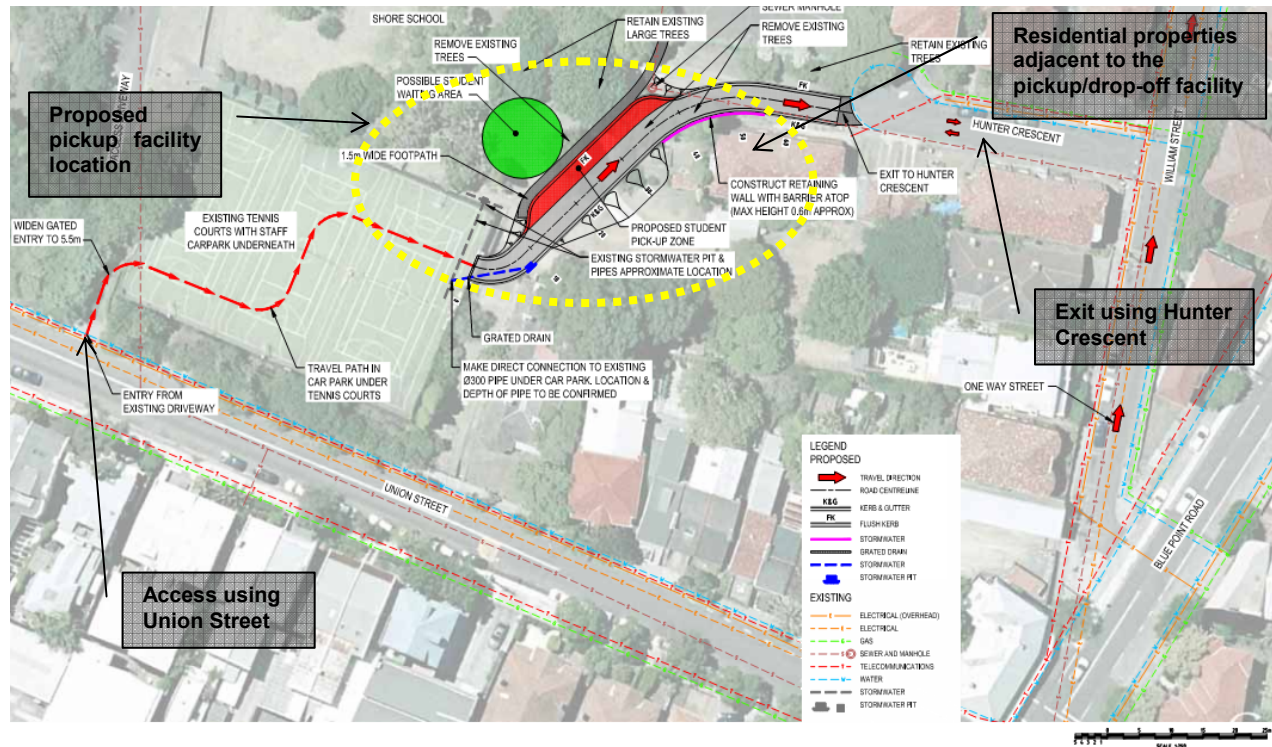 SHORE SCHOOL
SEWER MANHOLE
RETAIN EXISTING
LARGE TREES
REMOVE EXISTING
TREES
REMOVE EXISTING
TREES
RETAIN EXISTING
TREES
Residential properties
adjacent to the
pickup/drop-off facility
POSSIBLE STUDENT
WAITING AREA
Proposed
pickup facility
location
1.5m WIDE FOOTPATH
FK
FK
K&G
K&G
HUNTER CRESCENT
WILLIAM STREET
EXIT TO HUNTER
CRESCENT
CONSTRUCT RETAINING
WALL WITH BARRIER ATOP
(MAX HEIGHT 0.6m APPROX)
WIDEN GATED
ENTRY TO 5.5m
EXISTING TENNIS
COURTS WITH STAFF
CARPARK UNDERNEATH
PROPOSED STUDENT
PICK-UP ZONE
EXISTING STORMWATER PIT &
PIPES APPROXIMATE LOCATION
Exit using Hunter
Crescent
GRATED DRAIN
TRAVEL PATH IN
CAR PARK UNDER
TENNIS COURTS
MAKE DIRECT CONNECTION TO EXISTING
Ø300 PIPE UNDER CAR PARK. LOCATION &
DEPTH OF PIPE TO BE CONFIRMED
ENTRY FROM
EXISTING DRIVEWAY
ONE WAY STREET
UNION STREET
BLUE POINT ROAD
Access using
Union Street
LEGEND
PROPOSED
TRAVEL DIRECTION
ROAD CENTRELINE
K&G
KERB & GUTTER
FK
FLUSH KERB
STORMWATER
GRATED DRAIN
STORMWATER
STORMWATER PIT
EXISTING
ELECTRICAL (OVERHEAD)
ELECTRICAL
GAS
SEWER AND MANHOLE
TELECOMMUNICATIONS
WATER
STORMWATER
STORMWATER PIT